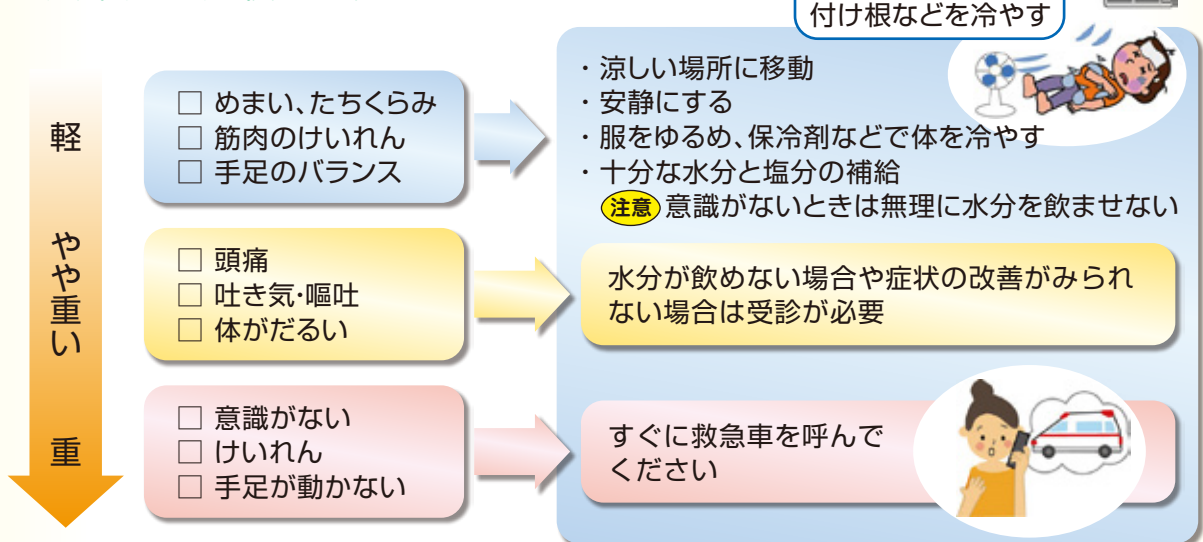 付け根などを冷やす
軽
やや重い
重
□ めまい、たちくらみ
□ 筋肉のけいれん
□ 手足のバランス
・涼しい場所に移動
・安静にする
・服をゆるめ、保冷剤などで体を冷やす
・十分な水分と塩分の補給
注意 意識がないときは無理に水分を飲ませない
□ 頭痛
□ 吐き気・嘔吐
□ 体がだるい
水分が飲めない場合や症状の改善がみられ
ない場合は受診が必要
□ 意識がない
□ けいれん
□ 手足が動かない
すぐに救急車を呼んで
ください